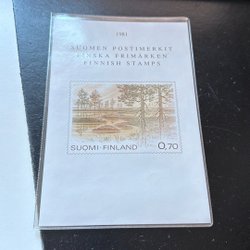 1981
SUOMEN POSTIMERKIT
FINSKA FRIMÄRKEN
FINNISH STAMPS
SUOMI-FINLAND
0,70